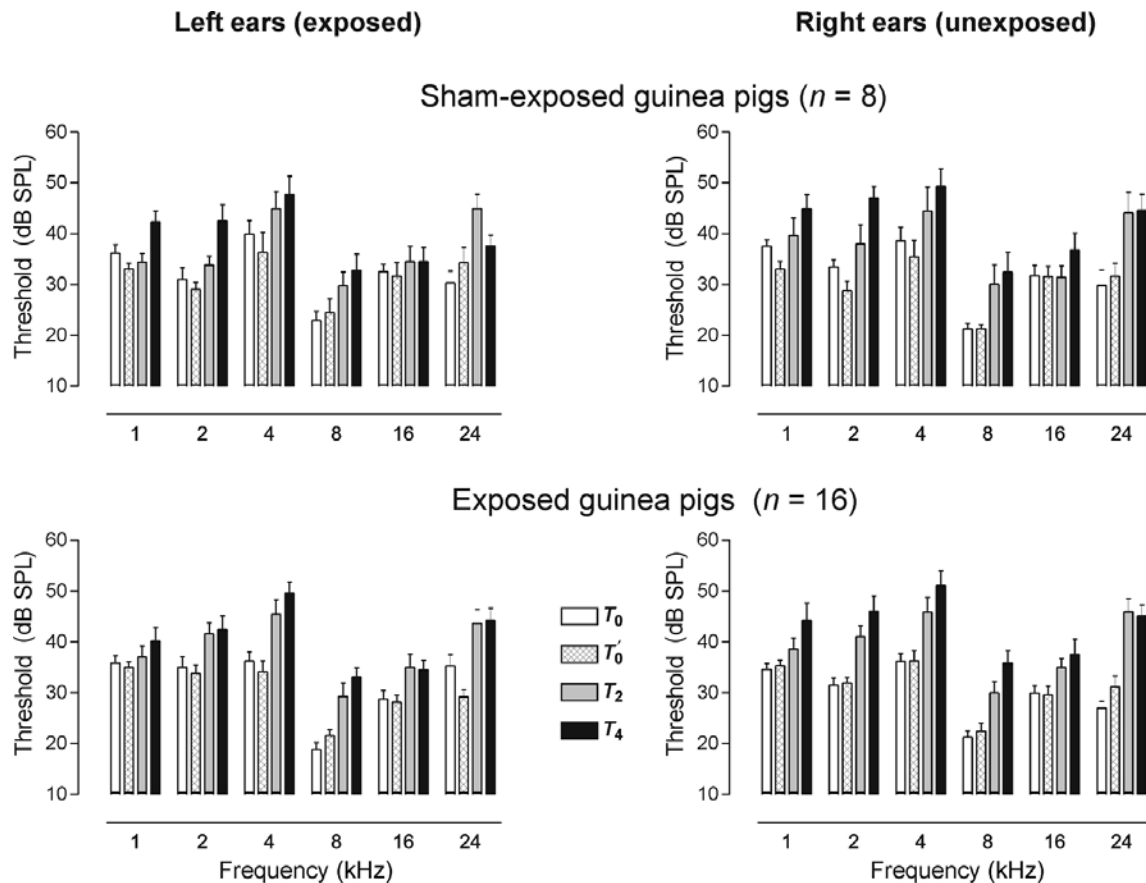 Left ears (exposed)
Right ears (unexposed)
Sham-exposed guinea pigs (n = 8)
Threshold (dB SPL)
60
50
40
30
20
10
1 2 4 8 16 24
Threshold (dB SPL)
60
50
40
30
20
10
1 2 4 8 16 24
Exposed guinea pigs (n = 16)
Threshold (dB SPL)
60
50
40
30
20
10
1 2 4 8 16 24
Frequency (kHz)
T0
T0′
T2
T4
Threshold (dB SPL)
60
50
40
30
20
10
1 2 4 8 16 24
Frequency (kHz)